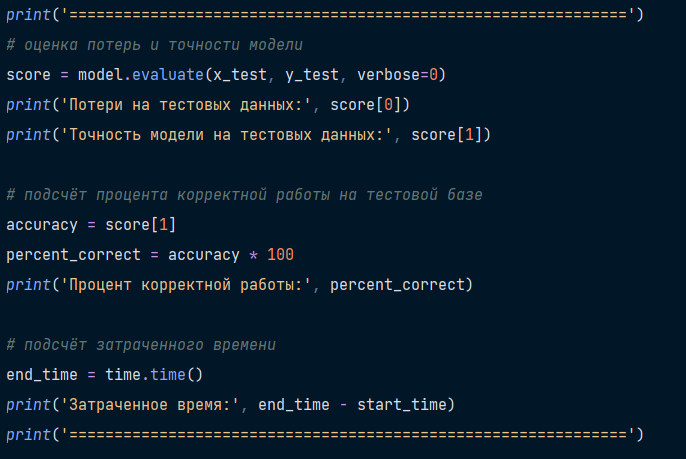 print('==============================================================')
# оценка потерь и точности модели
score = model.evaluate(x_test, y_test, verbose=0)
print('Потери на тестовых данных:', score[0])
print('Точность модели на тестовых данных:', score[1])
# подсчёт процента корректной работы на тестовой базе
accuracy = score[1]
percent_correct = accuracy * 100
print('Процент корректной работы:', percent_correct)
# подсчёт затраченного времени
end_time = time.time()
print('Затраченное время:', end_time - start_time)
print('==============================================================')